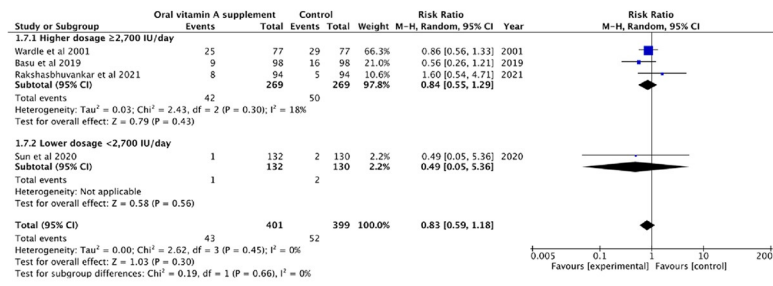 Oral vitamin A supplement Control Risk Ratio Risk Ratio
Study or Subgroup Events Total Events Total Weight M-H, Random, 95% CI Year M-H, Random, 95% CI
1.7.1 Higher dosage ≥2,700 IU/day
Wardle et al 2001 25 77 29 77 66.3% 0.86 [0.56, 1.33] 2001
Basu et al 2019 9 98 16 98 21.0% 0.56 [0.26, 1.21] 2019
Rakshasbhuvankar et al 2021 8 94 5 94 10.6% 1.60 [0.54, 4.71] 2021
Subtotal (95% CI) 269 269 97.8% 0.84 [0.55, 1.29]
Total events 42 50
Heterogeneity: Tau² = 0.03; Chi² = 2.43, df = 2 (P = 0.30); I² = 18%
Test for overall effect: Z = 0.79 (P = 0.43)
1.7.2 Lower dosage <2,700 IU/day
Sun et al 2020 1 132 2 130 2.2% 0.49 [0.05, 5.36] 2020
Subtotal (95% CI) 132 130 2.2% 0.49 [0.05, 5.36]
Total events 1 2
Heterogeneity: Not applicable
Test for overall effect: Z = 0.58 (P = 0.56)
Total (95% CI) 401 399 100.0% 0.83 [0.59, 1.18]
Total events 43 52
Heterogeneity: Tau² = 0.00; Chi² = 2.62, df = 3 (P = 0.45); I² = 0%
Test for overall effect: Z = 1.03 (P = 0.30)
Test for subgroup differences: Chi² = 0.19, df = 1 (P = 0.66), I² = 0%
0.005 0.1 1 10 200
Favours [experimental] Favours [control]